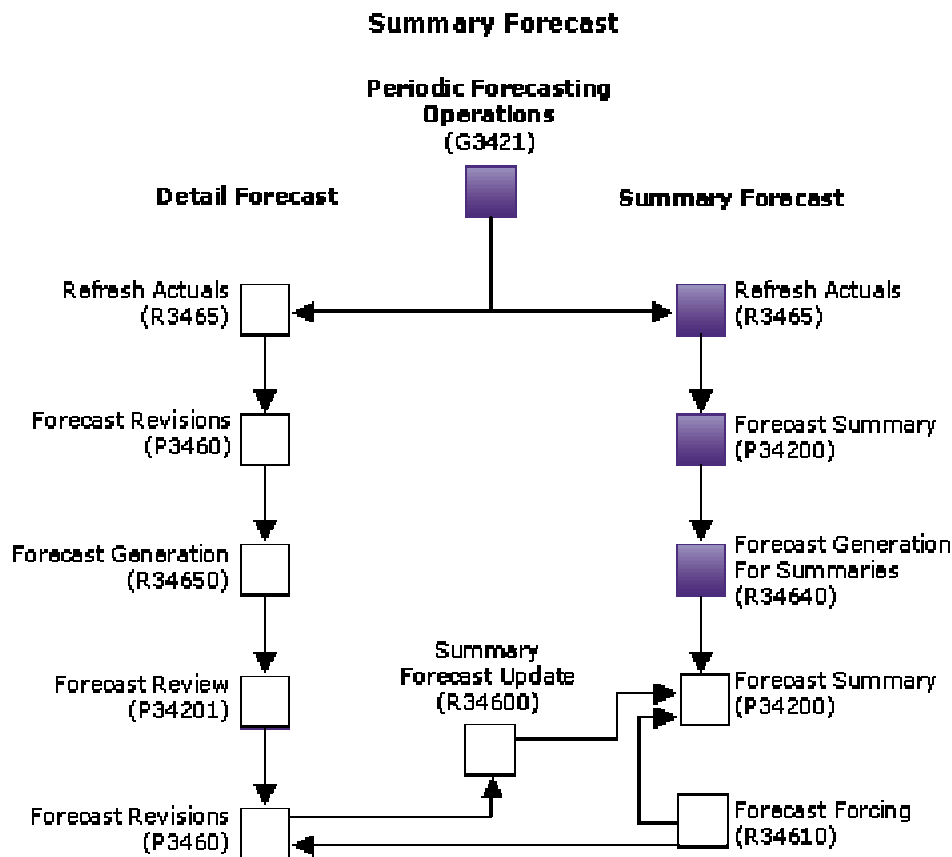 Summary Forecast
Periodic Forecasting
Operations
(G3421)
Detail Forecast
Summary Forecast
Refresh Actuals
(R3465)
Refresh Actuals
(R3465)
Forecast Revisions
(P3460)
Forecast Summary
(P34200)
Forecast Generation
(R34650)
Forecast Generation
For Summaries
(R34640)
Forecast Review
(P34201)
Summary
Forecast Update
(R34600)
Forecast Summary
(P34200)
Forecast Revisions
(P3460)
Forecast Forcing
(R34610)